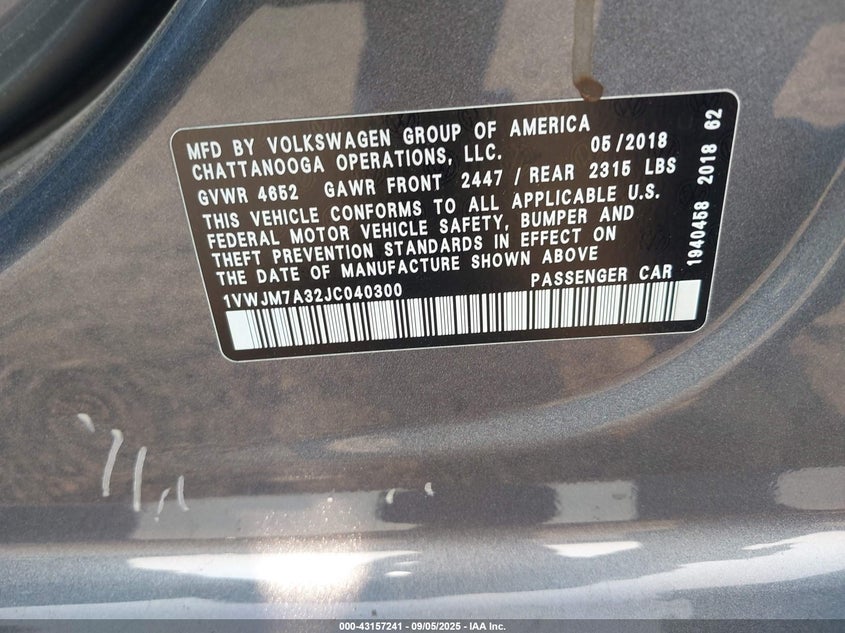 MFD BY VOLKSWAGEN GROUP OF AMERICA
CHATTANOOGA OPERATIONS, LLC. 05/2018
GVWR 4652 GAWR FRONT 2447 / REAR 2315 LBS
THIS VEHICLE CONFORMS TO ALL APPLICABLE U.S.
FEDERAL MOTOR VEHICLE SAFETY, BUMPER AND
THEFT PREVENTION STANDARDS IN EFFECT ON
THE DATE OF MANUFACTURE SHOWN ABOVE
1VWJM7A32JC040300 PASSENGER CAR
1940458 2018 62
000-43157241 - 09/05/2025 - IAA Inc.